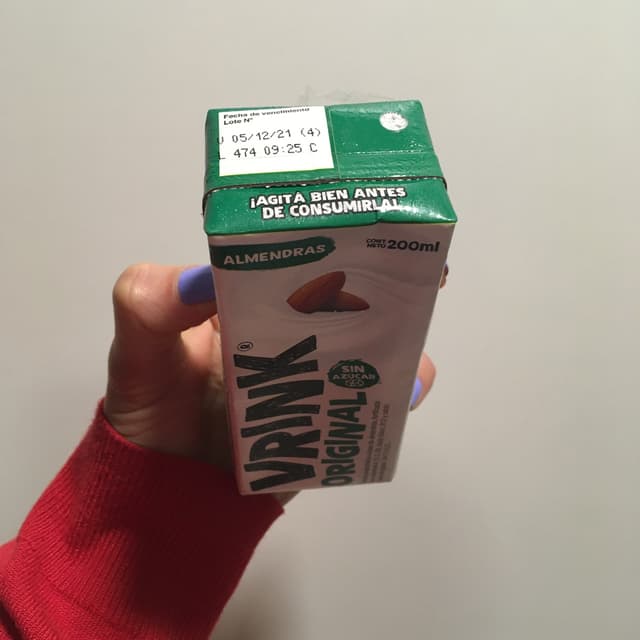 Fecha de vencimiento
Lote N°
U 05/12/21 (4)
L 474 09:25 C
¡AGITÁ BIEN ANTES
DE CONSUMIRLA!
ALMENDRAS
CONT.
NETO 200ml
VRINK®
ORIGINAL
SIN
AZÚCAR